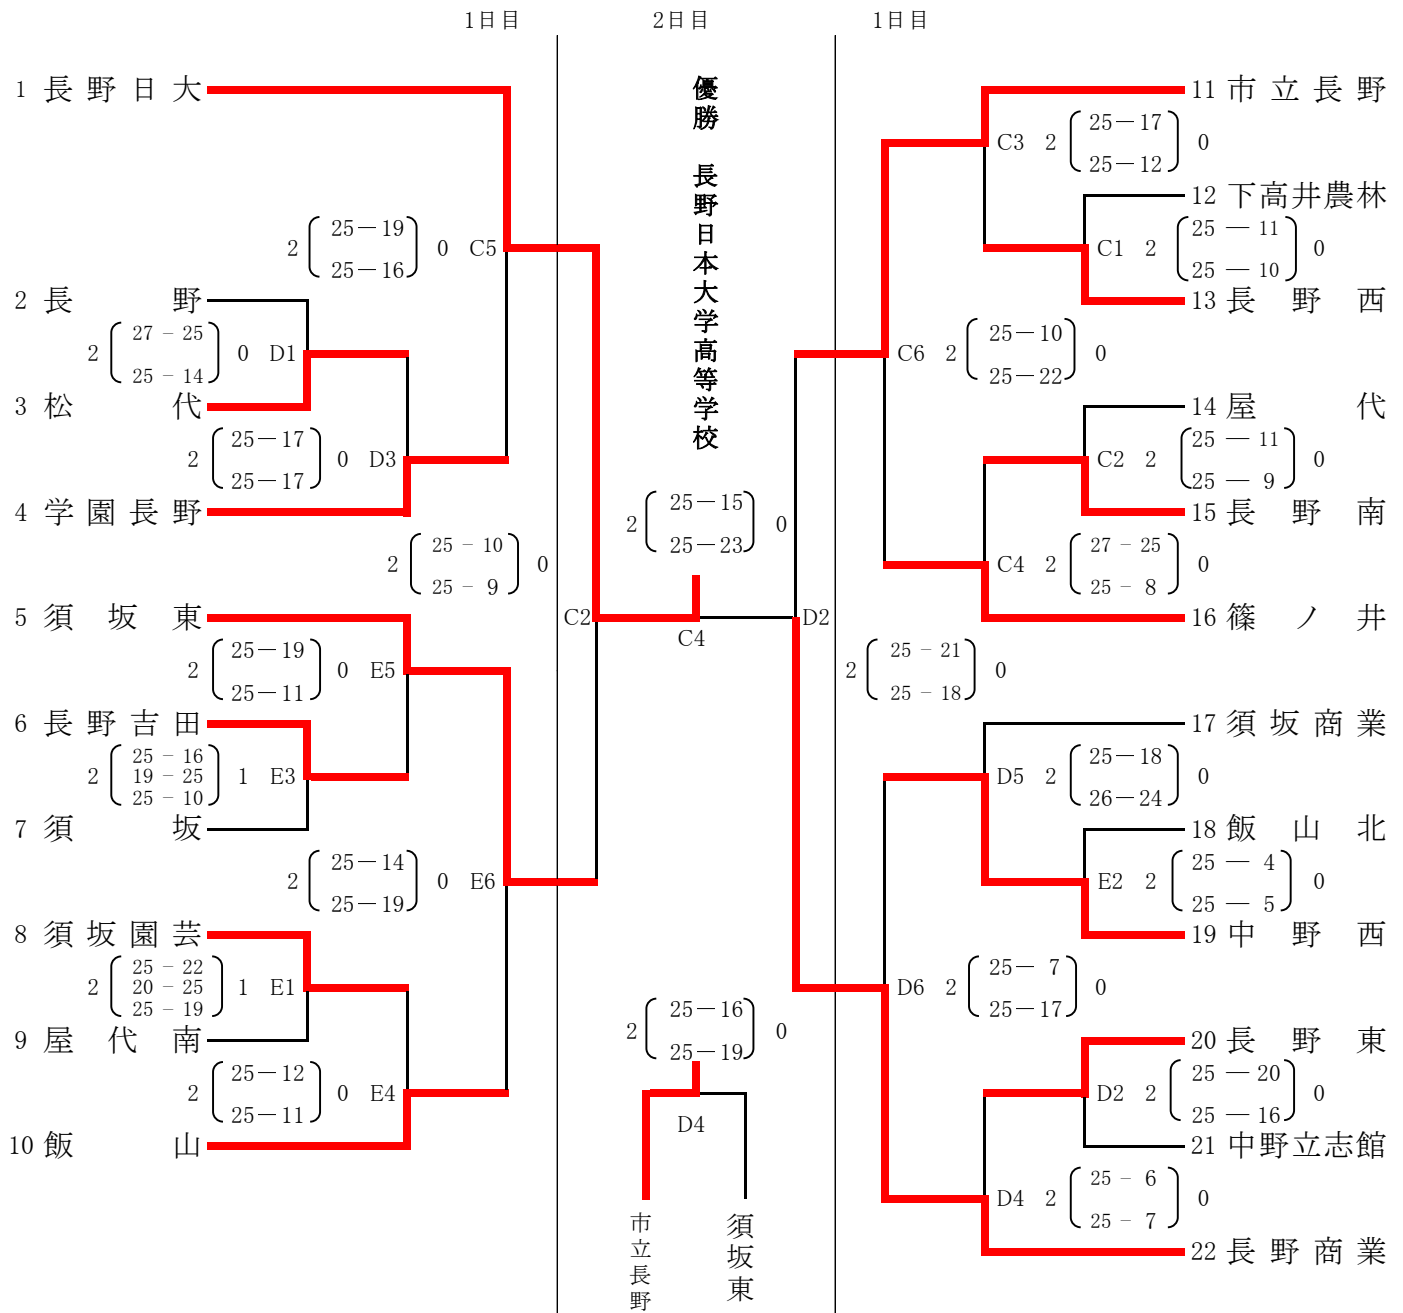 1日目
2日目
1日目
優勝 長野日本大学高等学校
1 長野日大
2 25－19 0 C5
25－16
2 長野
2 27－25 0 D1
25－14
3 松代
2 25－17 0 D3
25－17
4 学園長野
2 25－10 0
25－9
C2
5 須坂東
2 25－19 0 E5
25－11
6 長野吉田
2 25－16 1 E3
19－25
25－10
7 須坂
2 25－14 0 E6
25－19
8 須坂園芸
2 25－22 1 E1
20－25
25－19
9 屋代南
2 25－12 0 E4
25－11
10 飯山
2 25－15 0
25－23
C4
2 25－16 0
25－19
D4
市立長野
須坂東
11 市立長野
C3 2 25－17 0
25－12
12 下高井農林
C1 2 25－11 0
25－10
13 長野西
C6 2 25－10 0
25－22
14 屋代
C2 2 25－11 0
25－9
15 長野南
C4 2 27－25 0
25－8
16 篠ノ井
D2
2 25－21 0
25－18
17 須坂商業
D5 2 25－18 0
26－24
18 飯山北
E2 2 25－4 0
25－5
19 中野西
D6 2 25－7 0
25－17
20 長野東
D2 2 25－20 0
25－16
21 中野立志館
D4 2 25－6 0
25－7
22 長野商業